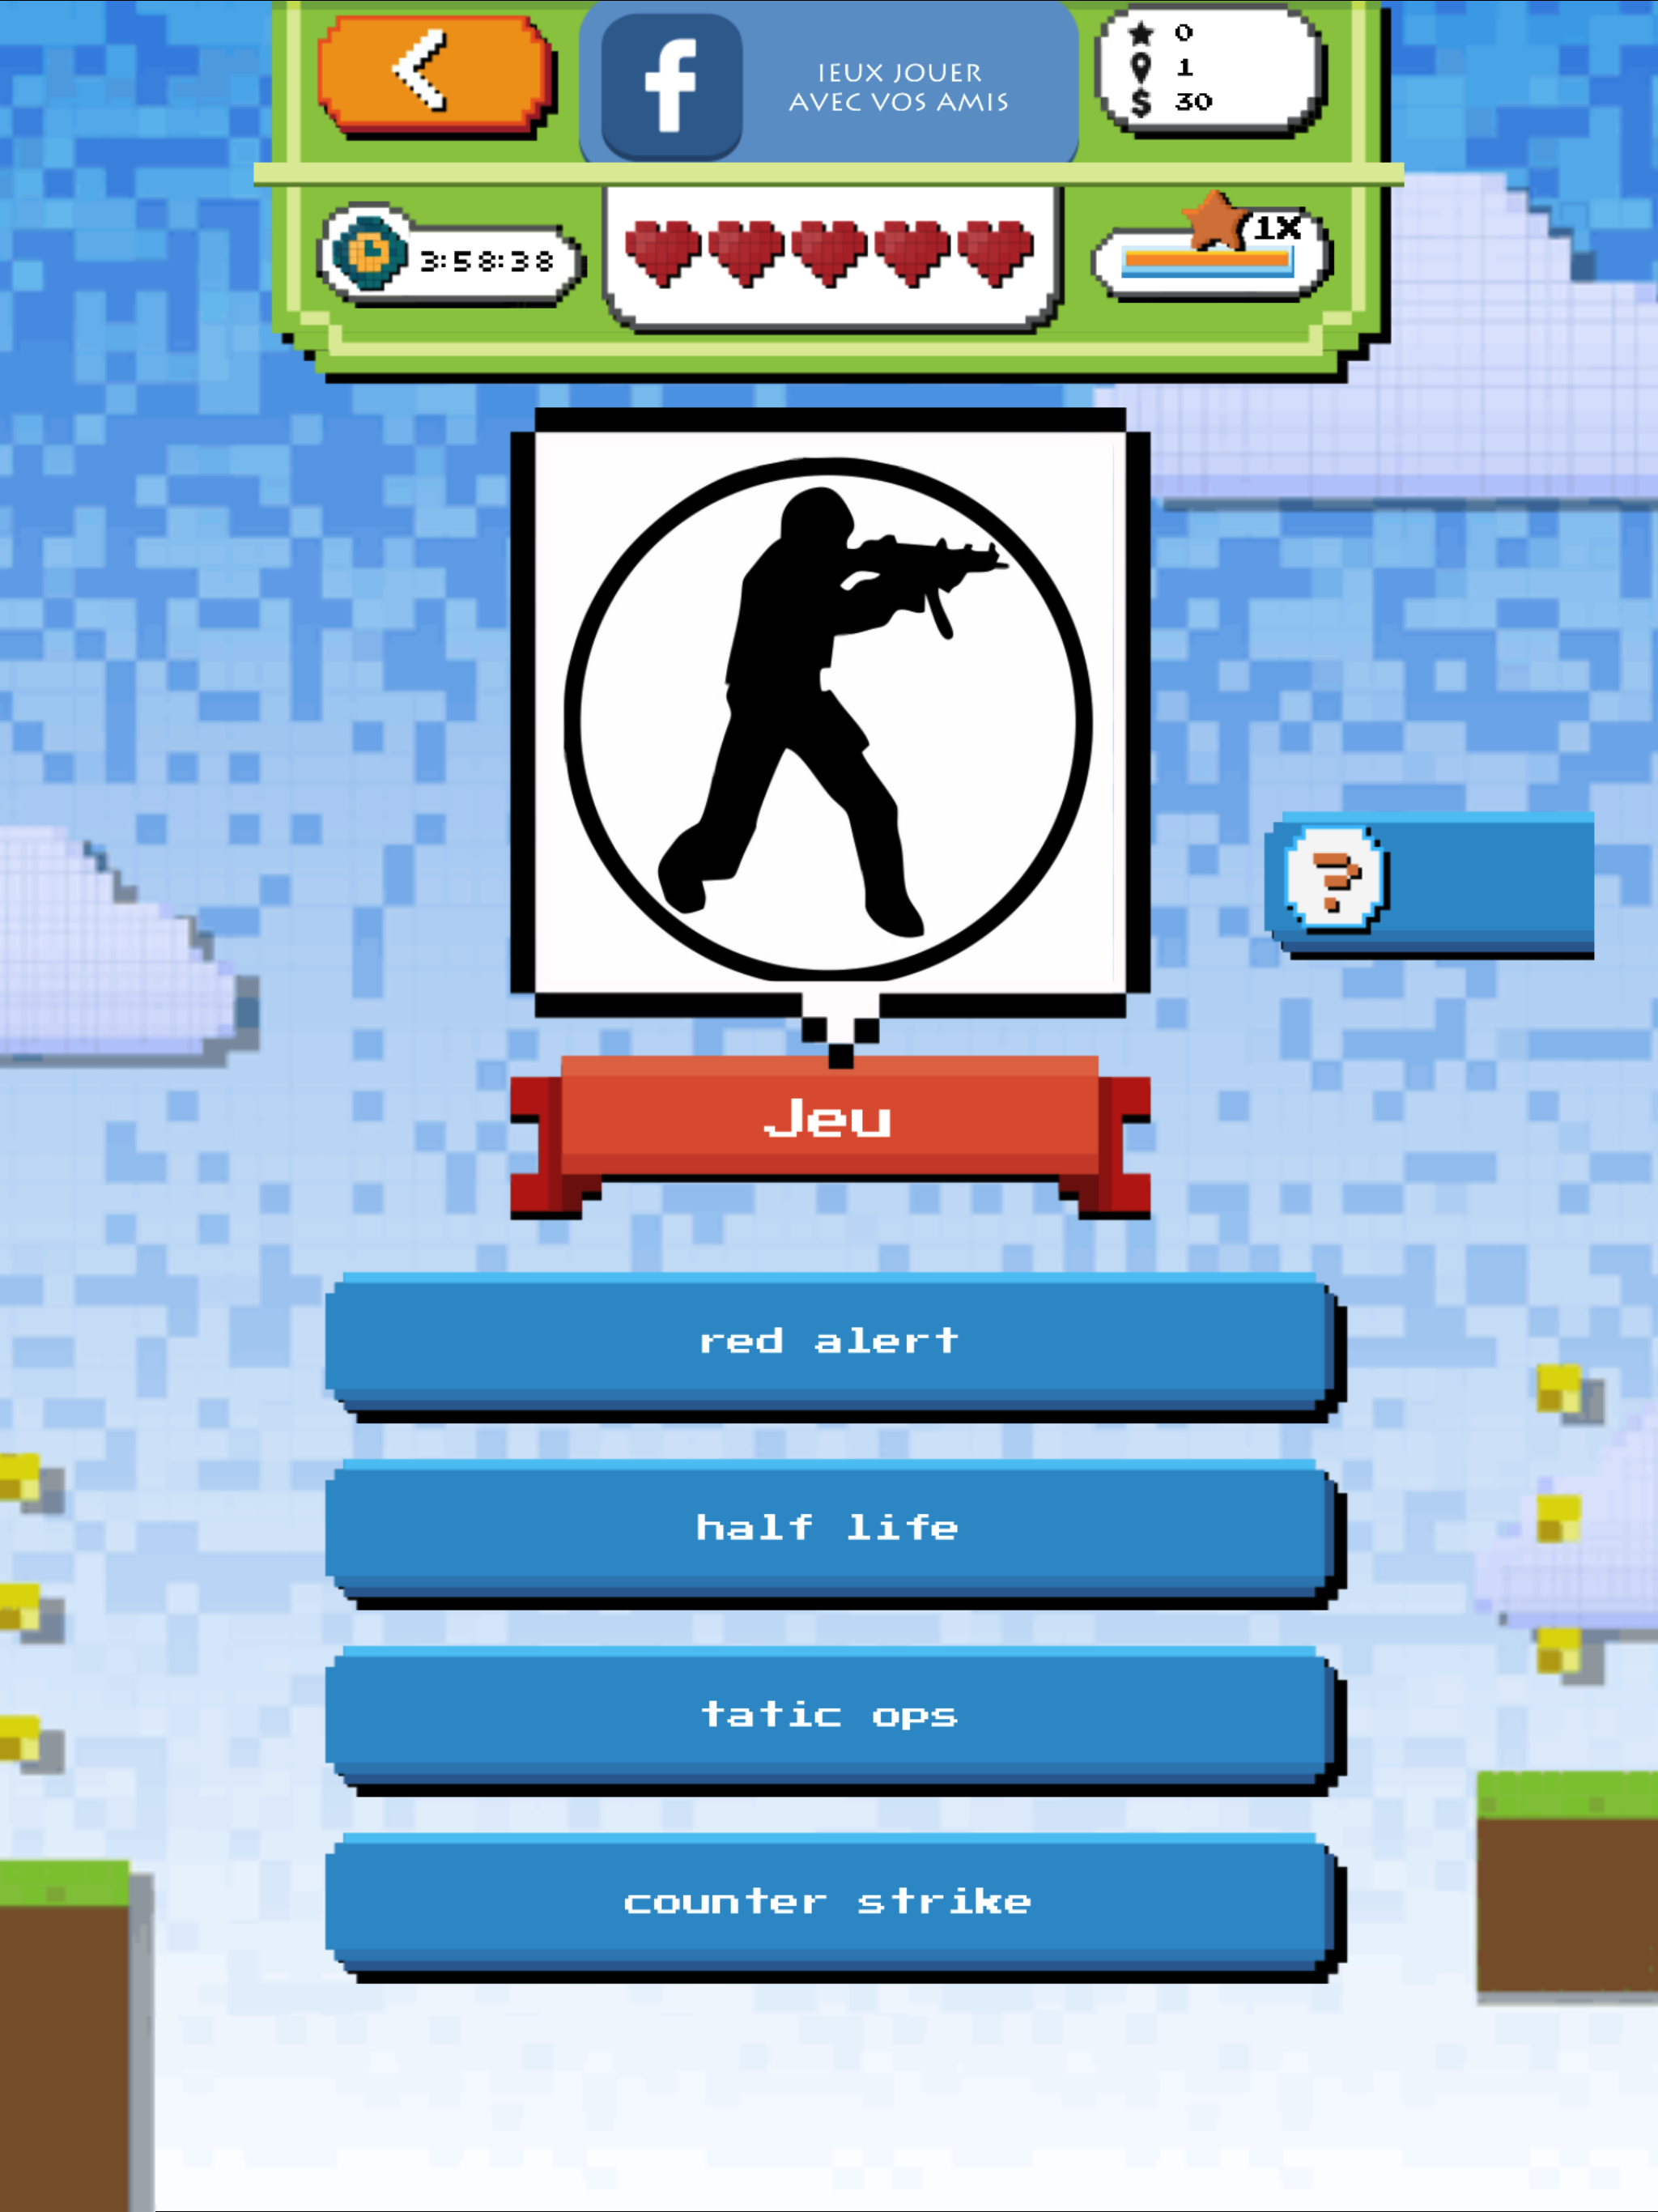 IEUX JOUER
AVEC VOS AMIS
0
1
$ 30
3:58:38
1X
Jeu
red alert
half life
tatic ops
counter strike